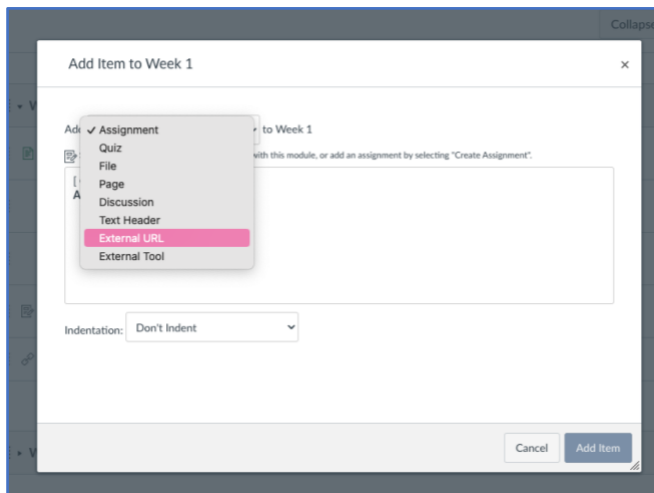 Collapse
Add Item to Week 1
×
Ad to Week 1
✓ Assignment
Quiz
File
Page
Discussion
Text Header
External URL
External Tool
with this module, or add an assignment by selecting "Create Assignment".
[
A
Indentation: Don't Indent
Cancel Add Item